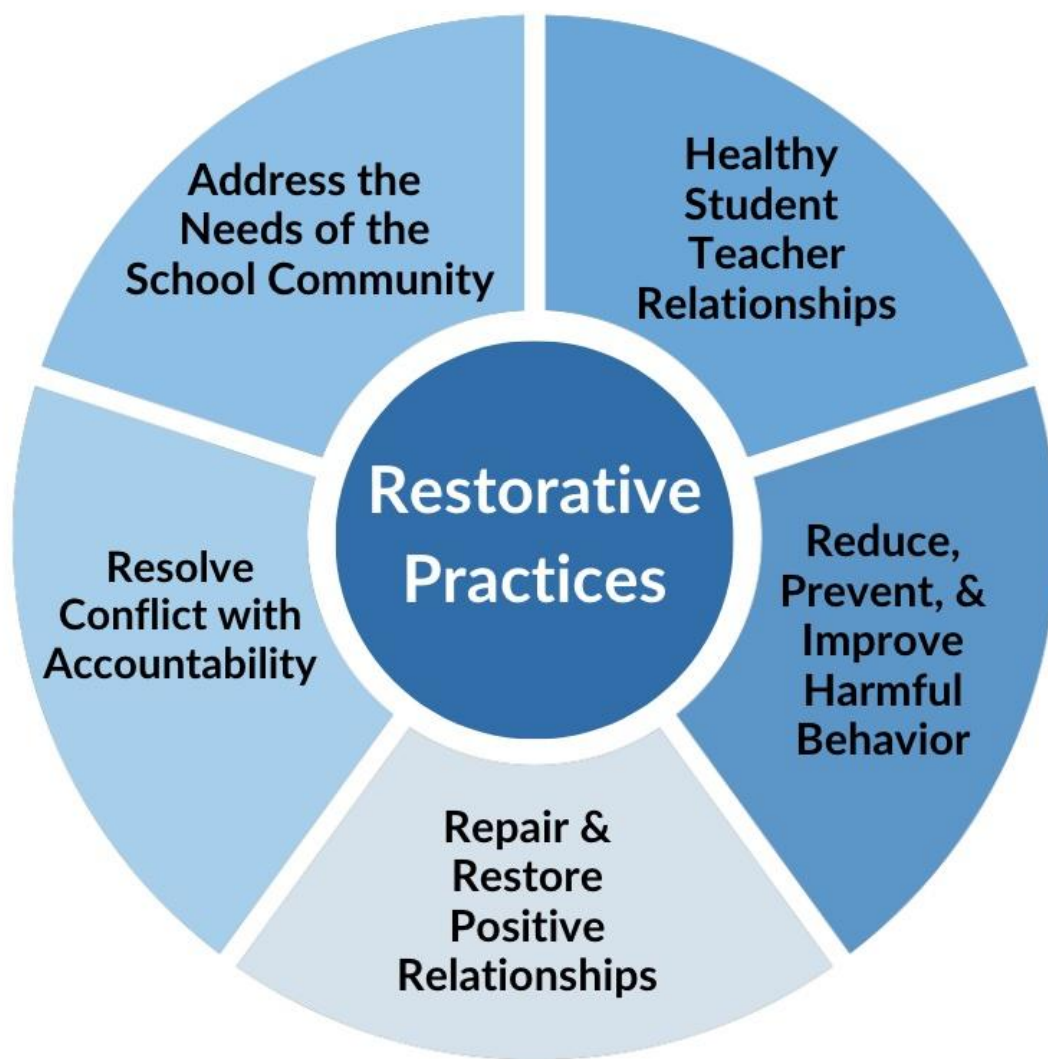 Restorative
Practices
Healthy
Student
Teacher
Relationships
Reduce,
Prevent, &
Improve
Harmful
Behavior
Repair &
Restore
Positive
Relationships
Resolve
Conflict with
Accountability
Address the
Needs of the
School Community